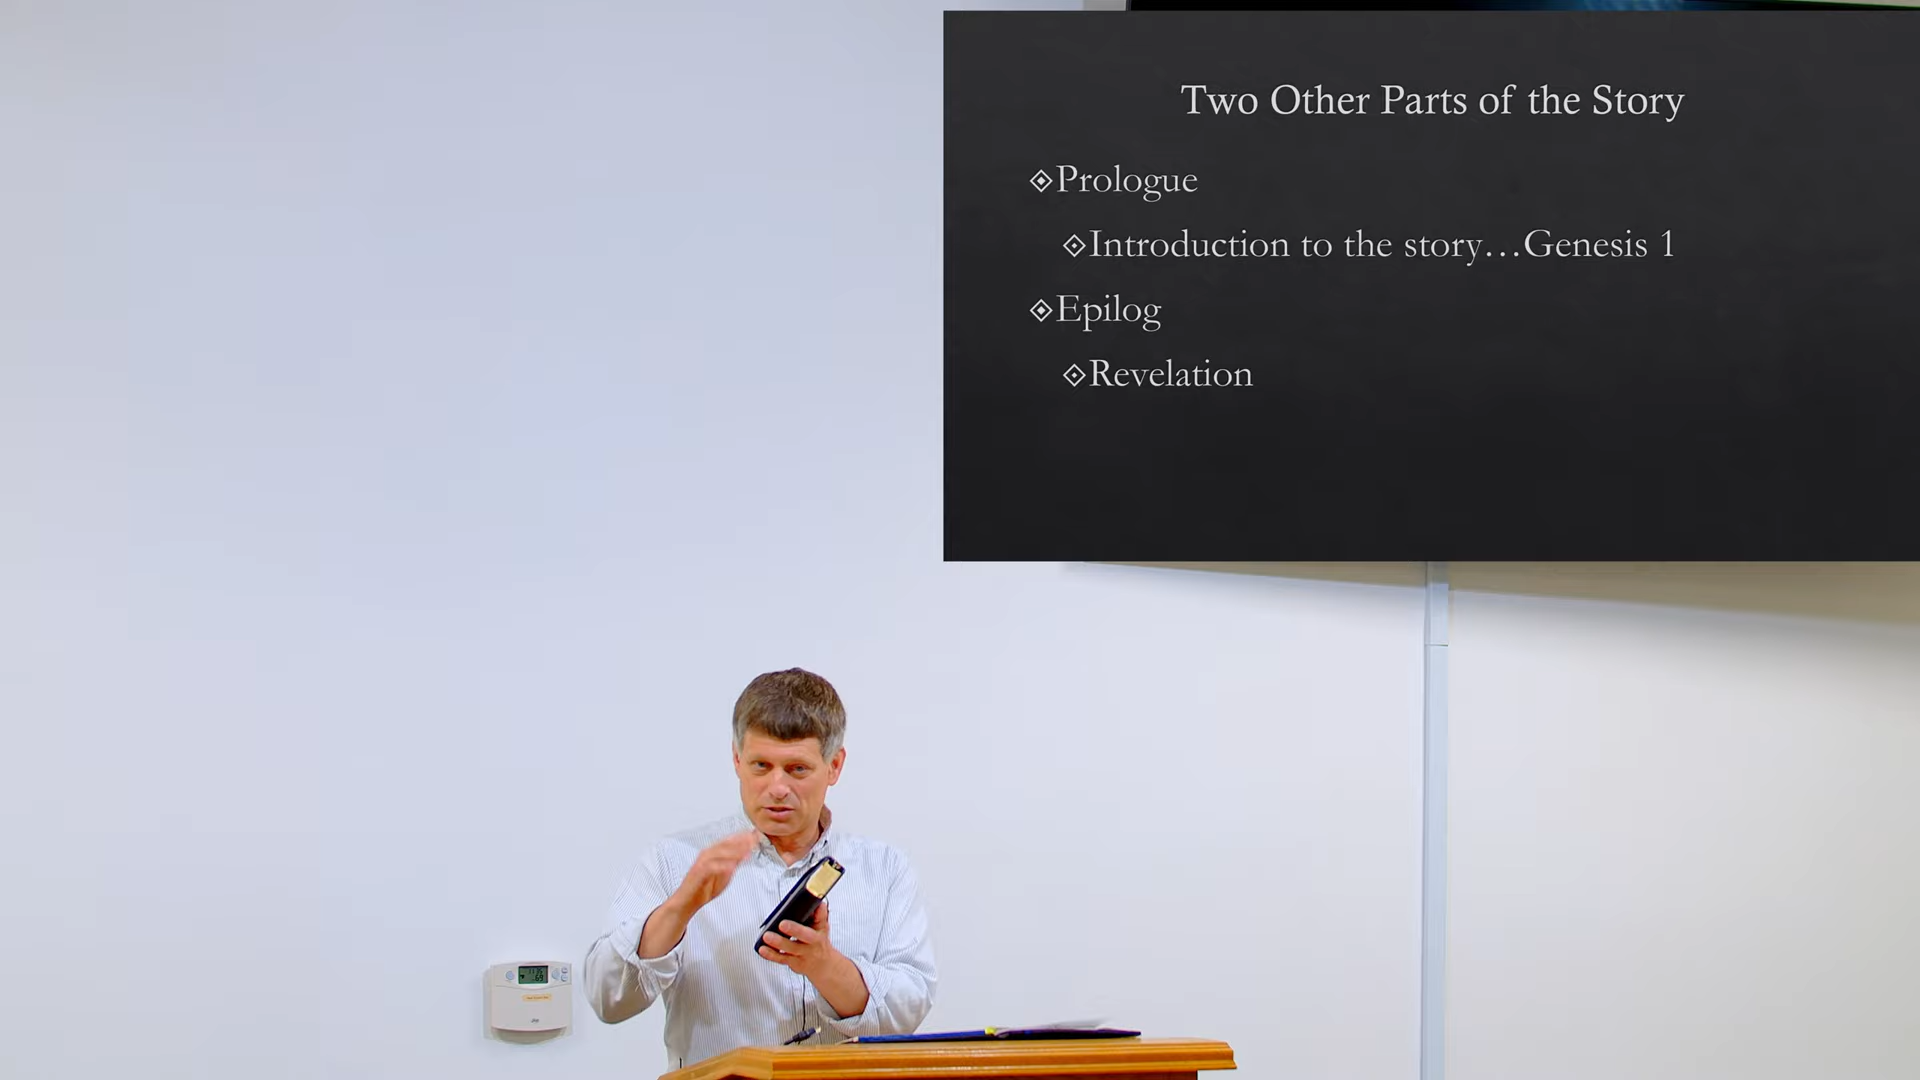 Two Other Parts of the Story
Prologue
Introduction to the story…Genesis 1
Epilog
Revelation